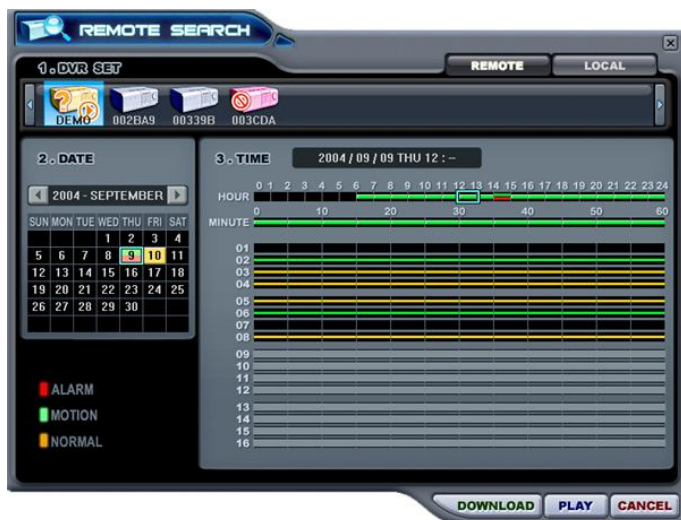 REMOTE SEARCH
1. DVR SET
REMOTE
LOCAL
DEMO
002BA9
00339B
003CDA
2. DATE
2004 - SEPTEMBER
SUN MON TUE WED THU FRI SAT
1 2 3 4
5 6 7 8 9 10 11
12 13 14 15 16 17 18
19 20 21 22 23 24 25
26 27 28 29 30
ALARM
MOTION
NORMAL
3. TIME
2004 / 09 / 09 THU 12 : –
0 1 2 3 4 5 6 7 8 9 10 11 12 13 14 15 16 17 18 19 20 21 22 23 24
HOUR
0 10 20 30 40 50 60
MINUTE
01
02
03
04
05
06
07
08
09
10
11
12
13
14
15
16
DOWNLOAD
PLAY
CANCEL